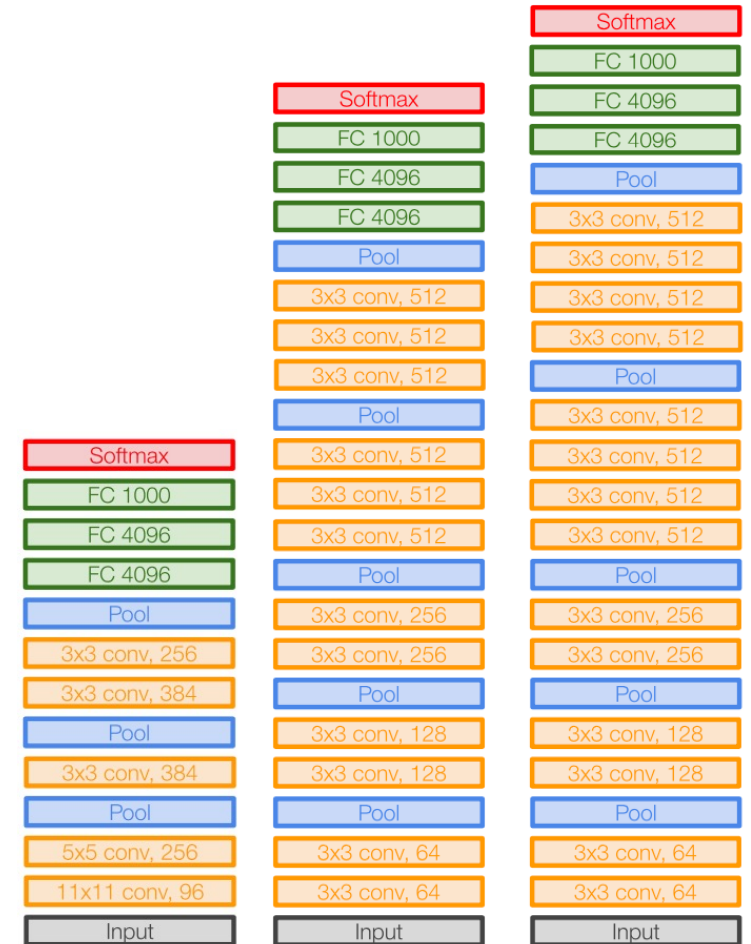 Softmax
FC 1000
FC 4096
FC 4096
Pool
3x3 conv, 256
3x3 conv, 384
Pool
3x3 conv, 384
Pool
5x5 conv, 256
11x11 conv, 96
Input
Softmax
FC 1000
FC 4096
FC 4096
Pool
3x3 conv, 512
3x3 conv, 512
3x3 conv, 512
Pool
3x3 conv, 512
3x3 conv, 512
3x3 conv, 512
Pool
3x3 conv, 256
3x3 conv, 256
Pool
3x3 conv, 128
3x3 conv, 128
Pool
3x3 conv, 64
3x3 conv, 64
Input
Softmax
FC 1000
FC 4096
FC 4096
Pool
3x3 conv, 512
3x3 conv, 512
3x3 conv, 512
3x3 conv, 512
Pool
3x3 conv, 512
3x3 conv, 512
3x3 conv, 512
3x3 conv, 512
Pool
3x3 conv, 256
3x3 conv, 256
Pool
3x3 conv, 128
3x3 conv, 128
Pool
3x3 conv, 64
3x3 conv, 64
Input